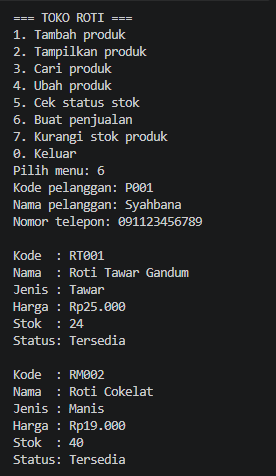 === TOKO ROTI ===
1. Tambah produk
2. Tampilkan produk
3. Cari produk
4. Ubah produk
5. Cek status stok
6. Buat penjualan
7. Kurangi stok produk
0. Keluar
Pilih menu: 6
Kode pelanggan: P001
Nama pelanggan: Syahbana
Nomor telepon: 091123456789

Kode  : RT001
Nama  : Roti Tawar Gandum
Jenis : Tawar
Harga : Rp25.000
Stok  : 24
Status: Tersedia

Kode  : RM002
Nama  : Roti Cokelat
Jenis : Manis
Harga : Rp19.000
Stok  : 40
Status: Tersedia